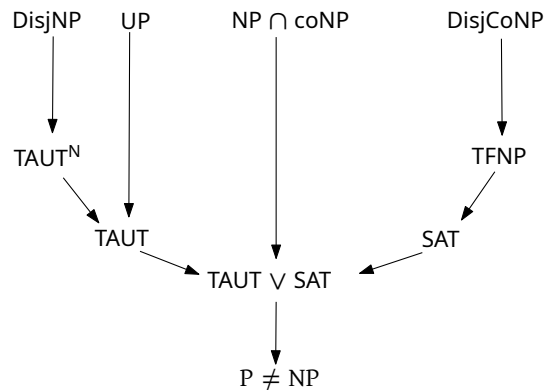 DisjNP UP NP ∩ coNP DisjCoNP
TAUT^N TFNP
TAUT SAT
TAUT ∨ SAT
P ≠ NP